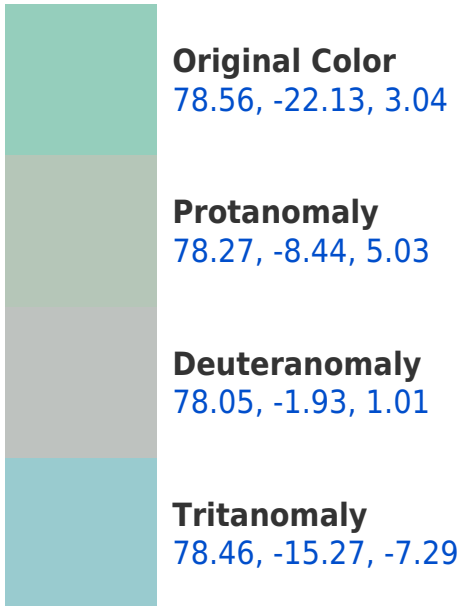 Original Color
78.56, -22.13, 3.04
Protanomaly
78.27, -8.44, 5.03
Deuteranomaly
78.05, -1.93, 1.01
Tritanomaly
78.46, -15.27, -7.29